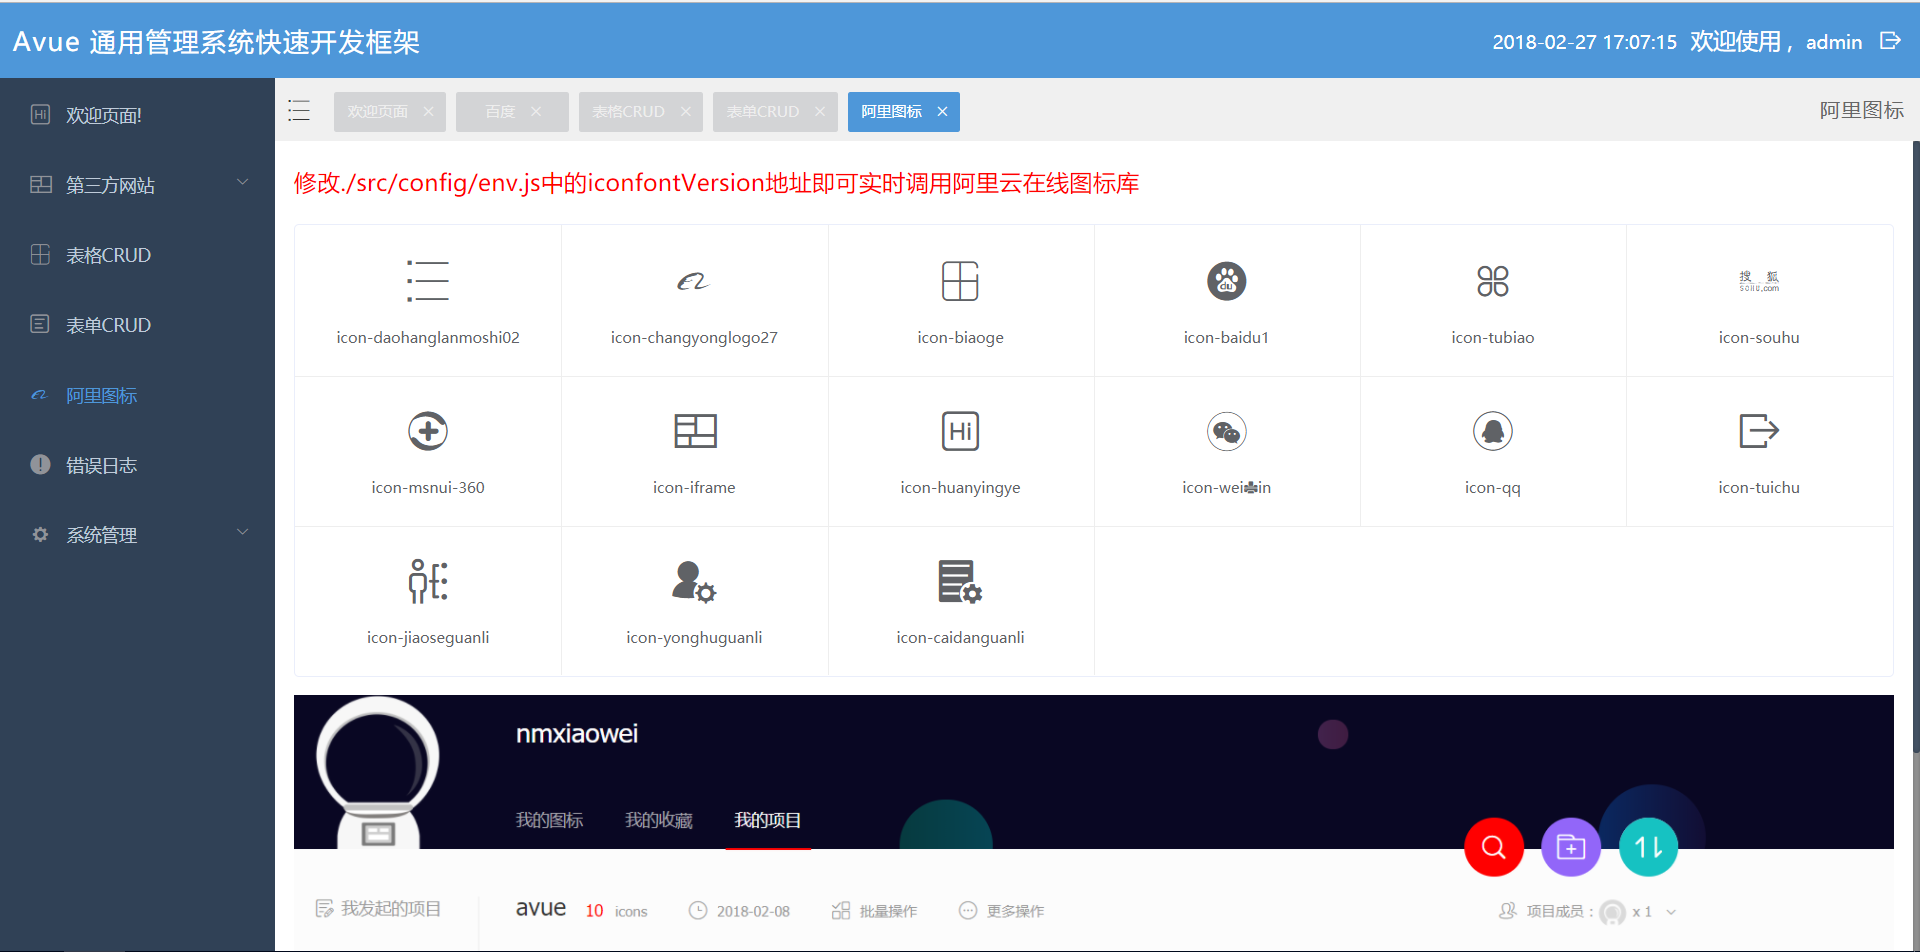 Avue 通用管理系统快速开发框架
2018-02-27 17:07:15 欢迎使用， admin
欢迎页面!
第三方网站
表格CRUD
表单CRUD
阿里图标
错误日志
系统管理
欢迎页面 百度 表格CRUD 表单CRUD 阿里图标
阿里图标
修改./src/config/env.js中的iconfontVersion地址即可实时调用阿里云在线图标库
du
搜 狐
sohu.com
icon-daohanglanmoshi02 icon-changyonglogo27 icon-biaoge icon-baidu1 icon-tubiao icon-souhu
Hi
icon-msnui-360 icon-iframe icon-huanyingye icon-weixin icon-qq icon-tuichu
icon-jiaoseguanli icon-yonghuguanli icon-caidanguanli
nmxiaowei
我的图标 我的收藏 我的项目
我发起的项目
avue 10 icons 2018-02-08 批量操作 更多操作
项目成员： x 1